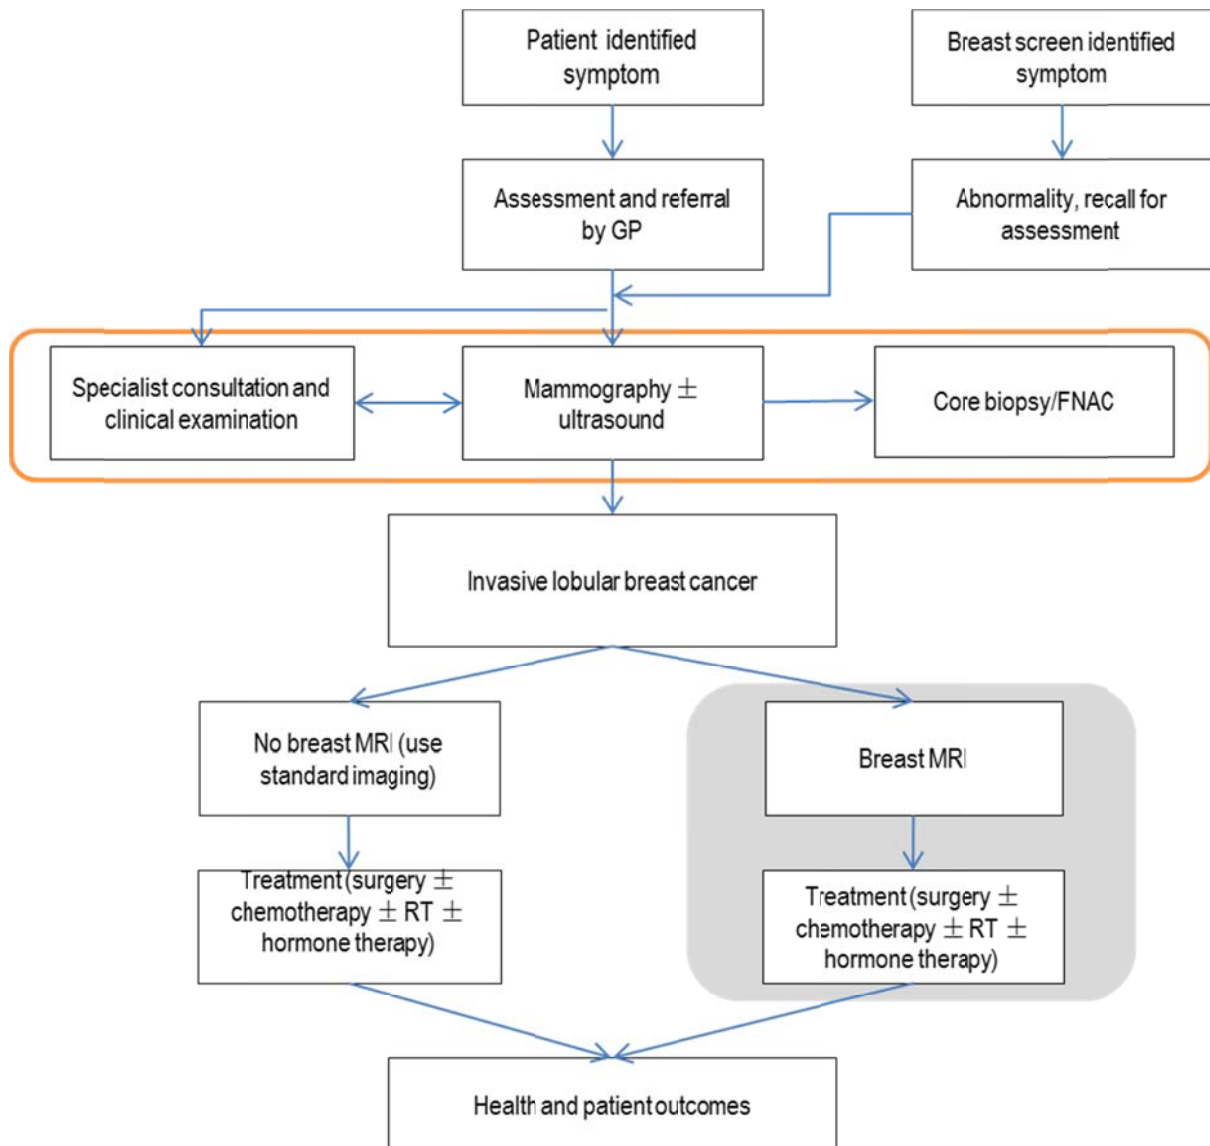 Patient identified
symptom
Breast screen identified
symptom
Assessment and referral
by GP
Abnormality, recall for
assessment
Specialist consultation and
clinical examination
Mammography ±
ultrasound
Core biopsy/FNAC
Invasive lobular breast cancer
No breast MRI (use
standard imaging)
Breast MRI
Treatment (surgery ±
chemotherapy ± RT ±
hormone therapy)
Treatment (surgery ±
chemotherapy ± RT ±
hormone therapy)
Health and patient outcomes